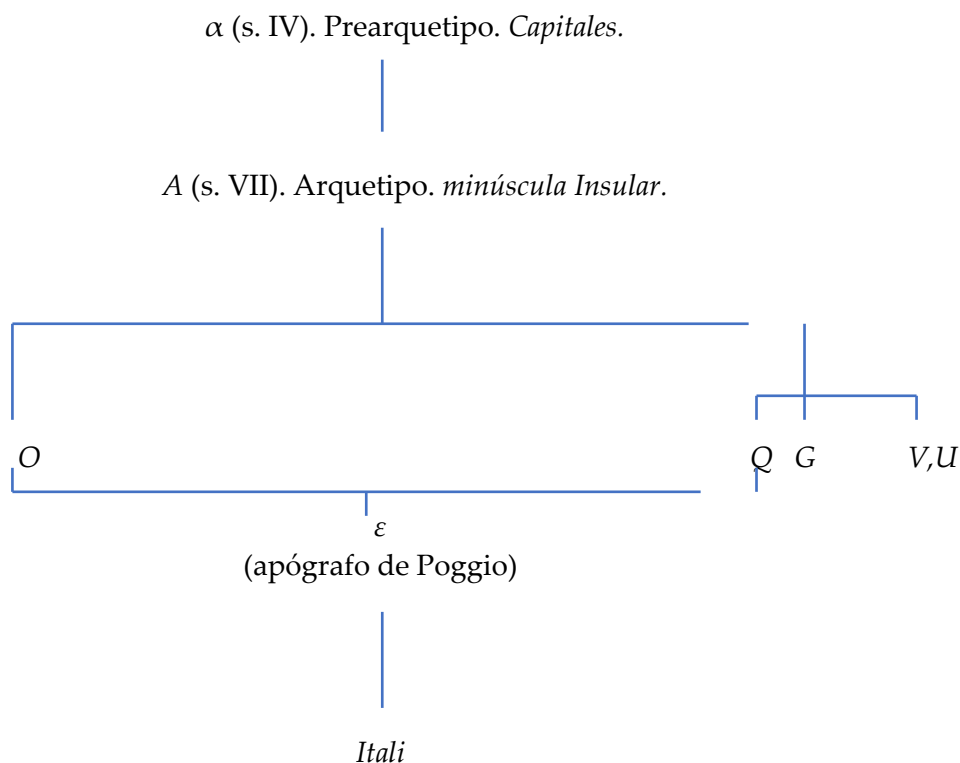 α (s. IV). Prearquetipo. Capitales.
A (s. VII). Arquetipo. minúscula Insular.
O Q G V,U
ε
(apógrafo de Poggio)
Itali